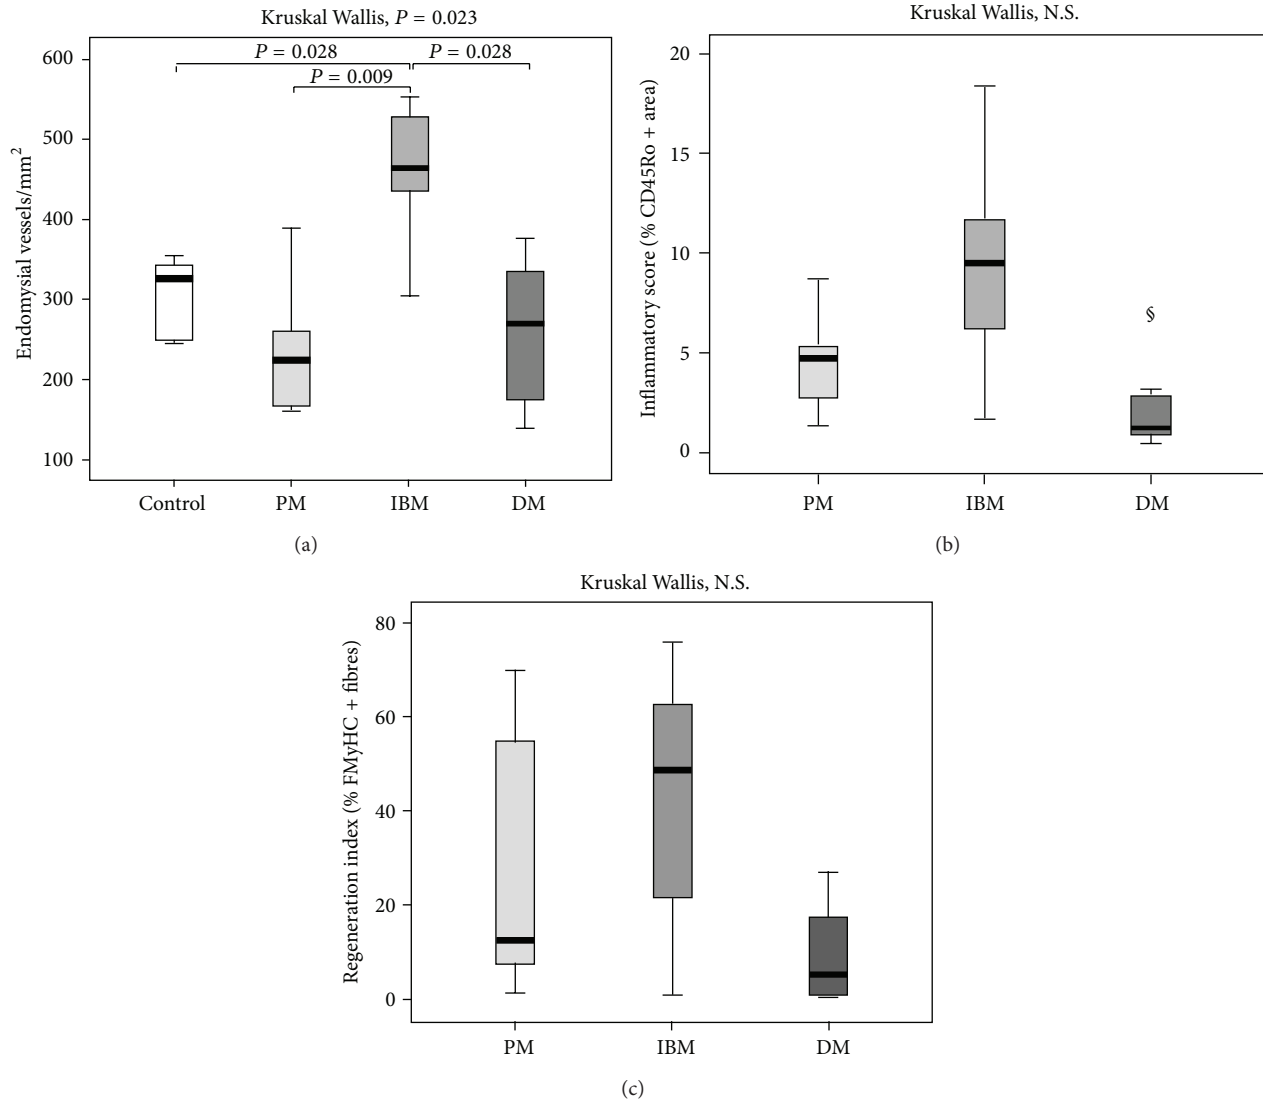 Kruskal Wallis, P = 0.023
P = 0.028
P = 0.028
P = 0.009
Endomysial vessels/mm²
600
500
400
300
200
100
Control
PM
IBM
DM
(a)
Kruskal Wallis, N.S.
Inflammatory score (% CD45Ro + area)
20
15
10
5
0
§
PM
IBM
DM
(b)
Kruskal Wallis, N.S.
Regeneration index (% FMyHC + fibres)
80
60
40
20
0
PM
IBM
DM
(c)